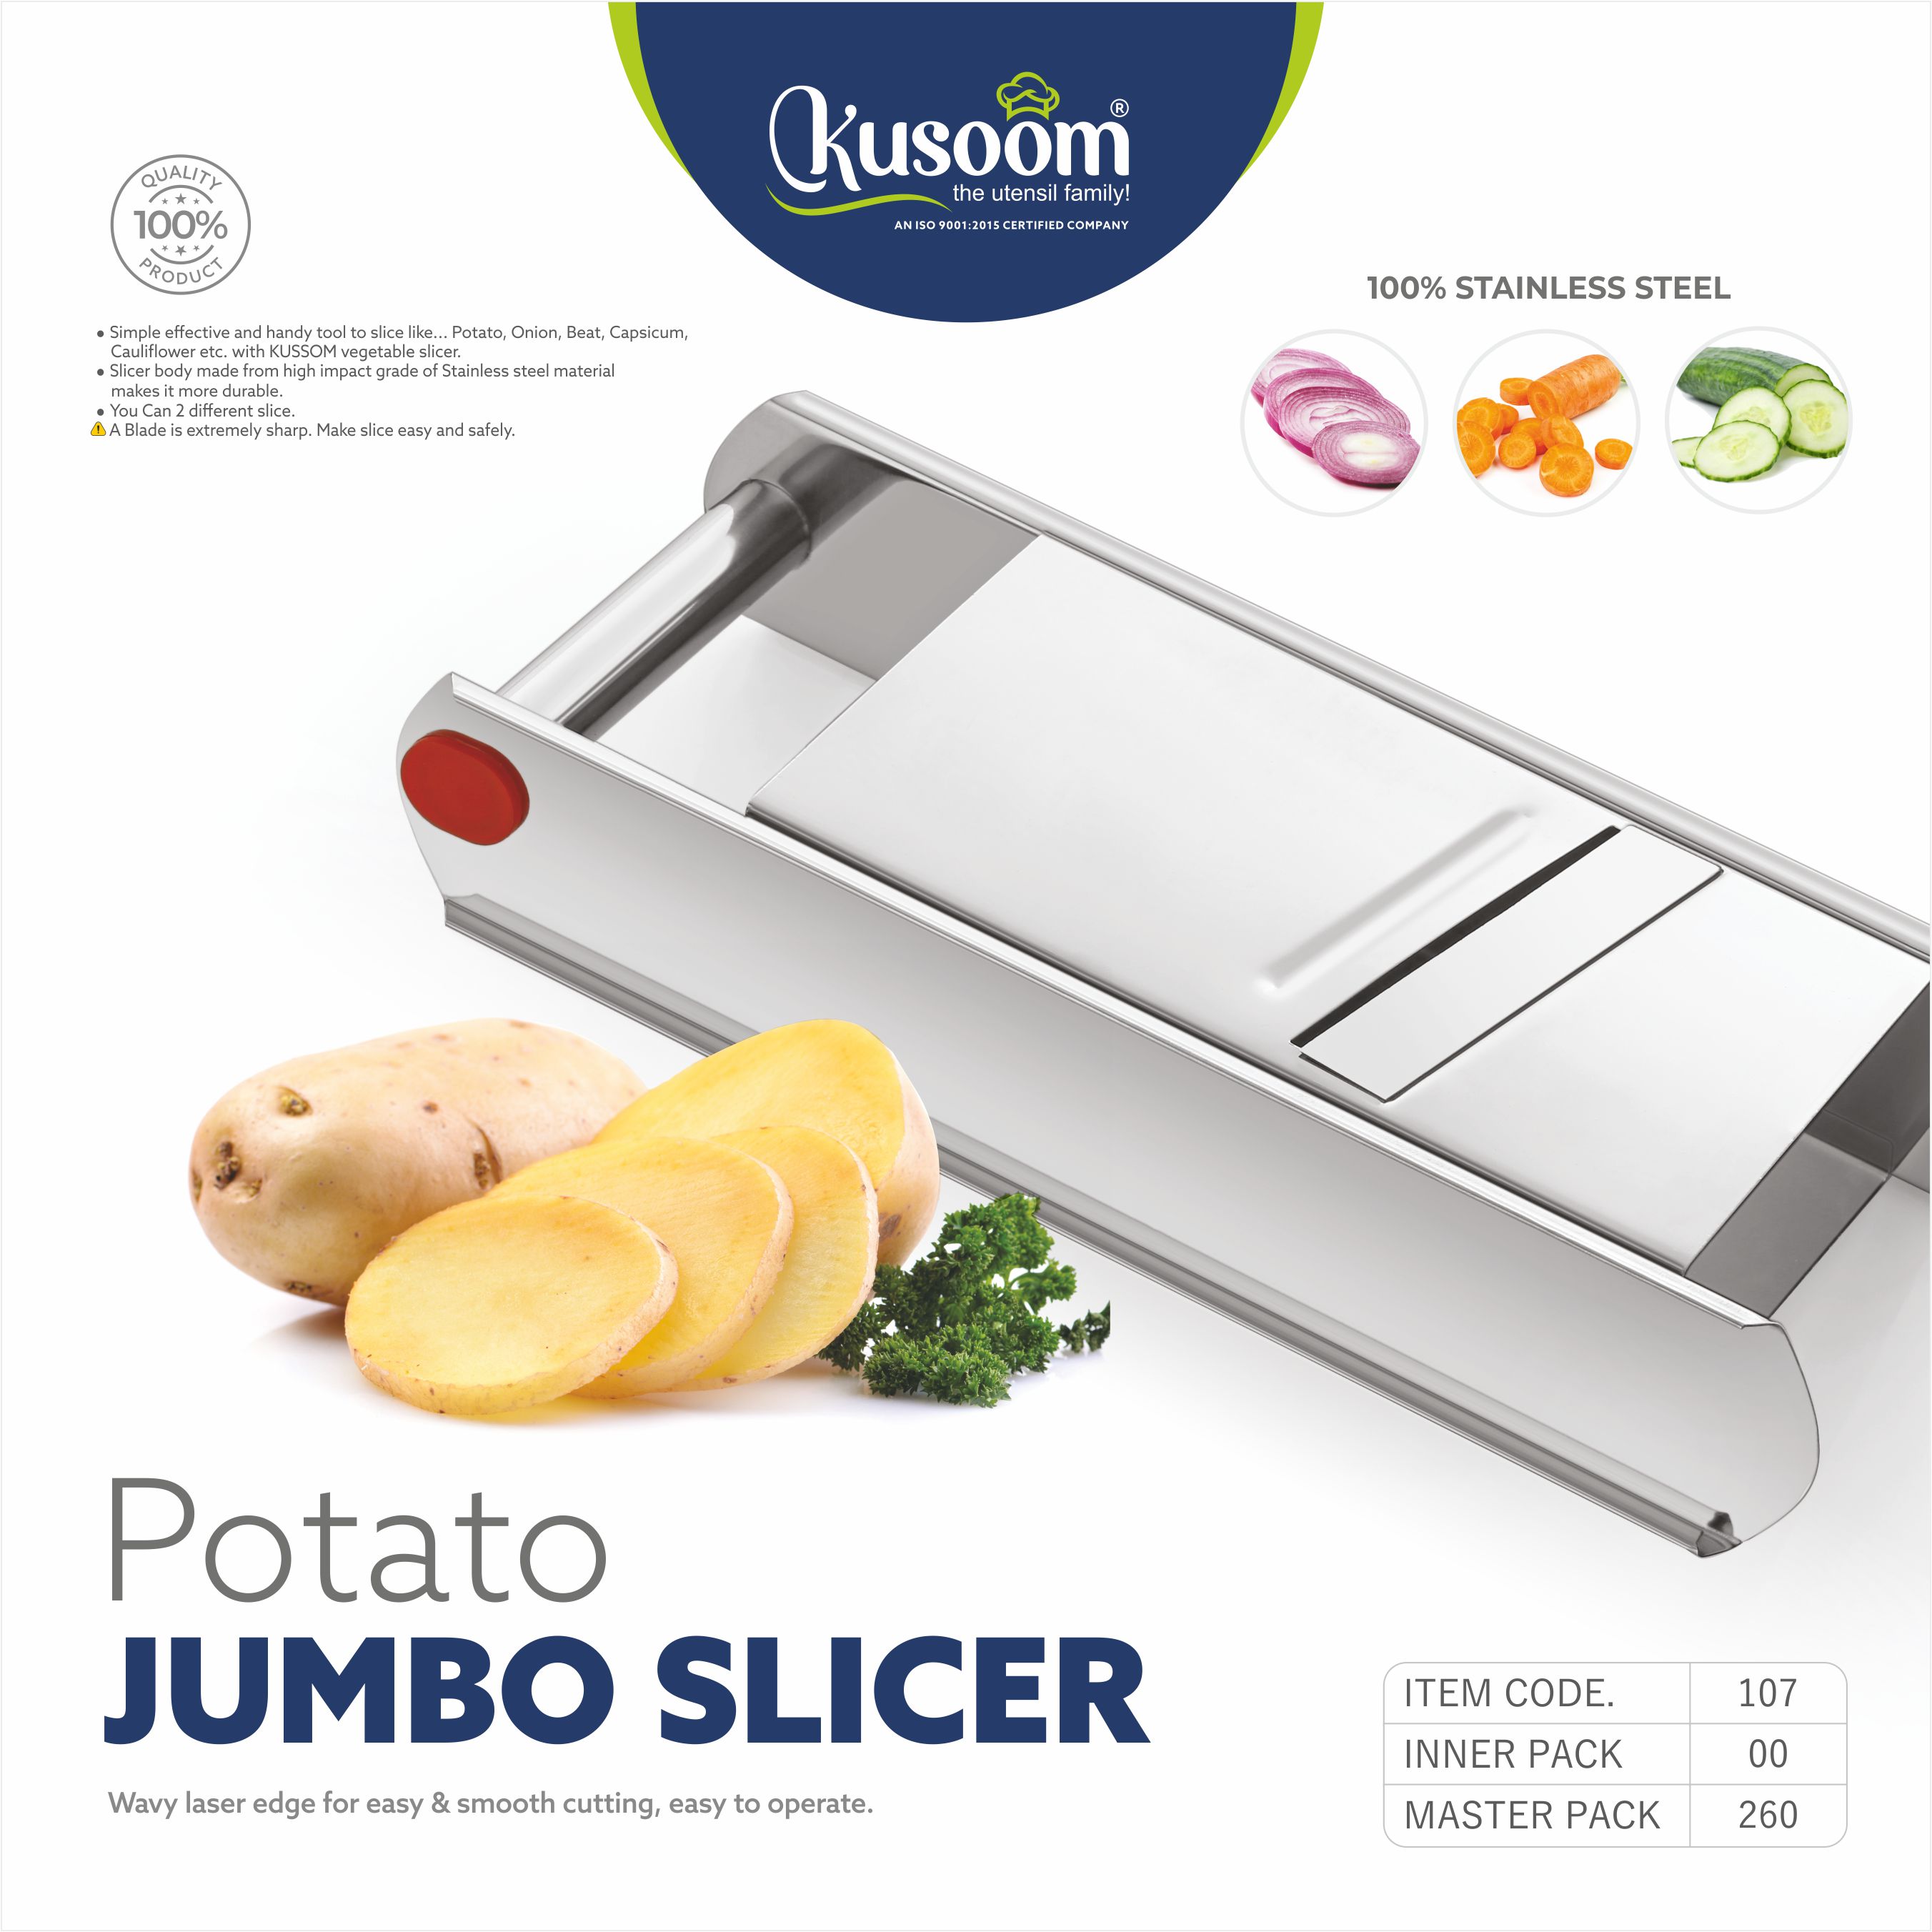 Kusoom®
the utensil family!
AN ISO 9001:2015 CERTIFIED COMPANY
QUALITY
100%
PRODUCT
100% STAINLESS STEEL
• Simple effective and handy tool to slice like... Potato, Onion, Beat, Capsicum,
Cauliflower etc. with KUSSOM vegetable slicer.
• Slicer body made from high impact grade of Stainless steel material
makes it more durable.
• You Can 2 different slice.
⚠ A Blade is extremely sharp. Make slice easy and safely.
Potato
JUMBO SLICER
Wavy laser edge for easy & smooth cutting, easy to operate.
ITEM CODE. 107
INNER PACK 00
MASTER PACK 260